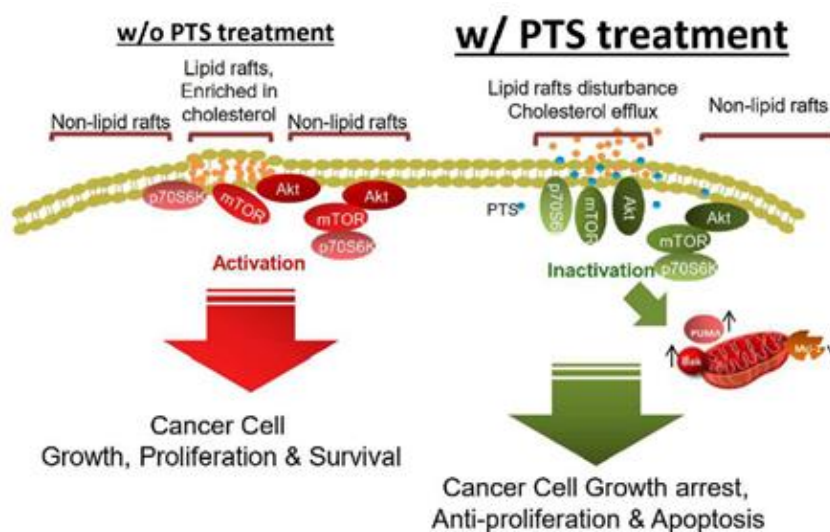 w/o PTS treatment
Lipid rafts,
Enriched in
cholesterol
Non-lipid rafts
Non-lipid rafts
p70S6K
mTOR
Akt
Akt
mTOR
p70S6K
Activation
Cancer Cell
Growth, Proliferation & Survival
w/ PTS treatment
Lipid rafts disturbance
Cholesterol efflux
Non-lipid rafts
PTS
p70S6
mTOR
Akt
Akt
mTOR
p70S6K
Inactivation
PUMA
Bak
Cancer Cell Growth arrest,
Anti-proliferation & Apoptosis